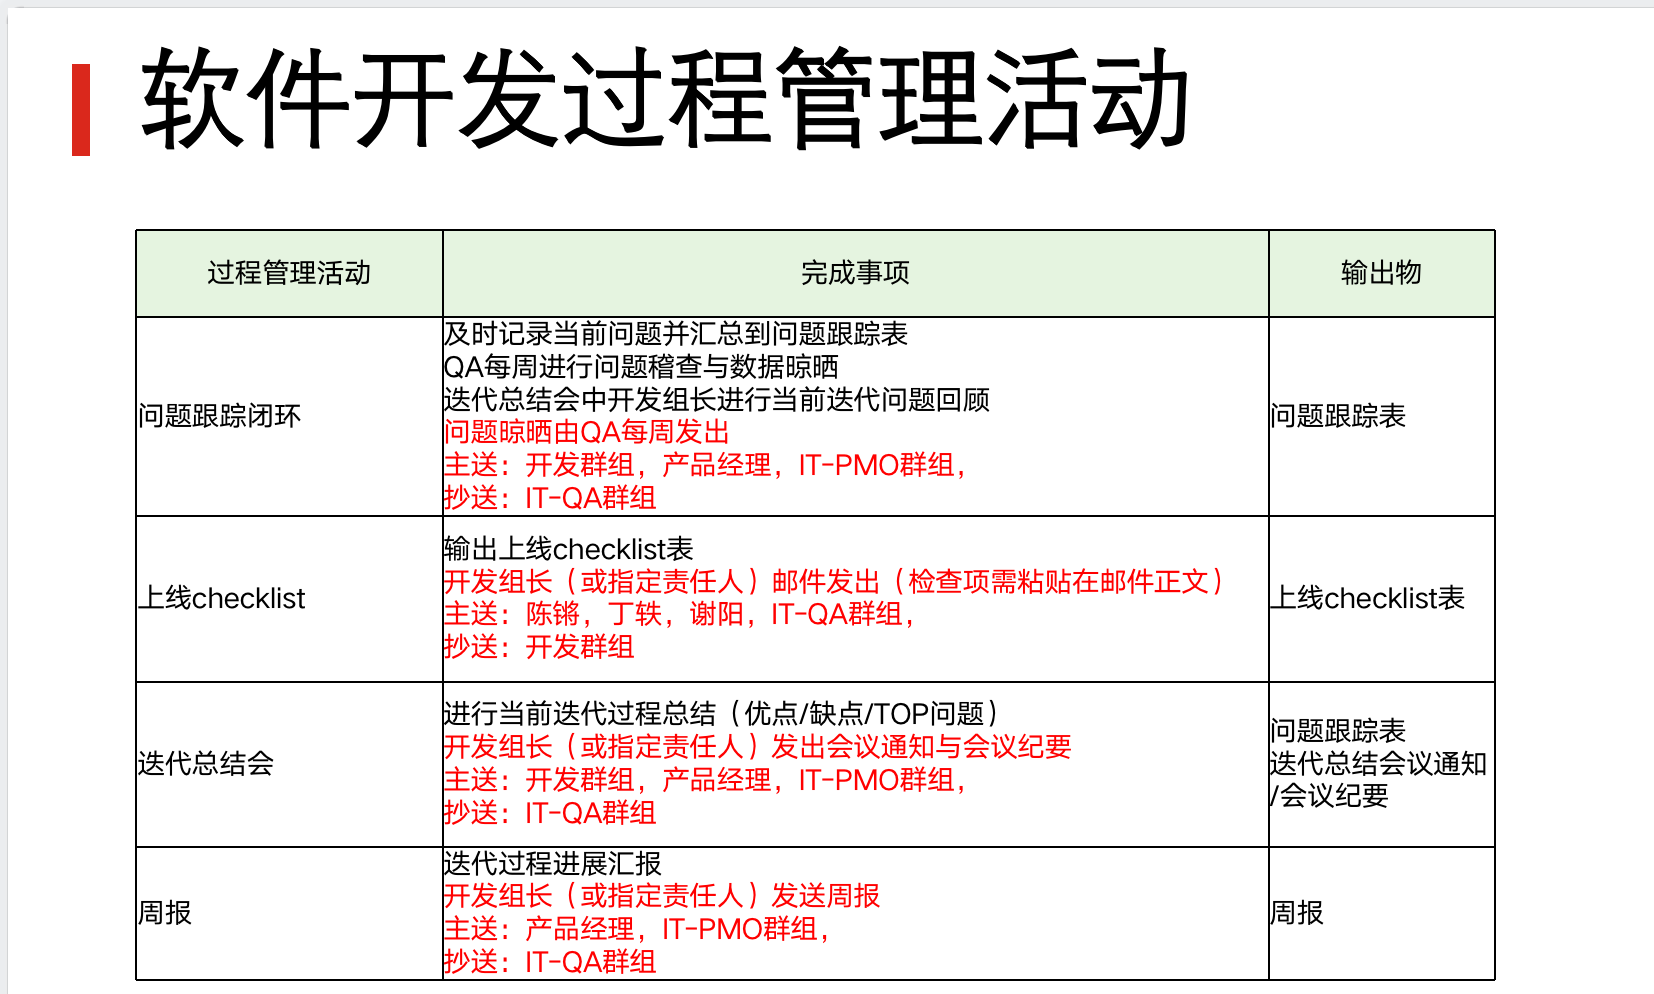 软件开发过程管理活动
过程管理活动
完成事项
输出物
问题跟踪闭环
及时记录当前问题并汇总到问题跟踪表
QA每周进行问题稽查与数据晾晒
迭代总结会中开发组长进行当前迭代问题回顾
问题晾晒由QA每周发出
主送：开发群组，产品经理，IT-PMO群组，
抄送：IT-QA群组
问题跟踪表
上线checklist
输出上线checklist表
开发组长（或指定责任人）邮件发出（检查项需粘贴在邮件正文）
主送：陈锵，丁轶，谢阳，IT-QA群组，
抄送：开发群组
上线checklist表
迭代总结会
进行当前迭代过程总结（优点/缺点/TOP问题）
开发组长（或指定责任人）发出会议通知与会议纪要
主送：开发群组，产品经理，IT-PMO群组，
抄送：IT-QA群组
问题跟踪表
迭代总结会议通知
/会议纪要
周报
迭代过程进展汇报
开发组长（或指定责任人）发送周报
主送：产品经理，IT-PMO群组，
抄送：IT-QA群组
周报